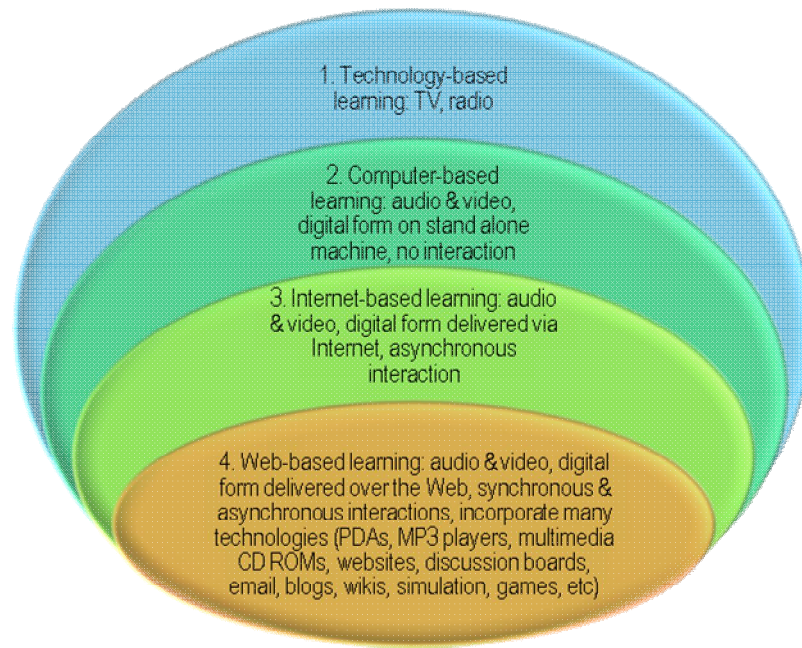 1. Technology-based
learning: TV, radio
2. Computer-based
learning: audio & video,
digital form on stand alone
machine, no interaction
3. Internet-based learning: audio
& video, digital form delivered via
Internet, asynchronous
interaction
4. Web-based learning: audio & video, digital
form delivered over the Web, synchronous &
asynchronous interactions, incorporate many
technologies (PDAs, MP3 players, multimedia
CD ROMs, websites, discussion boards,
email, blogs, wikis, simulation, games, etc)